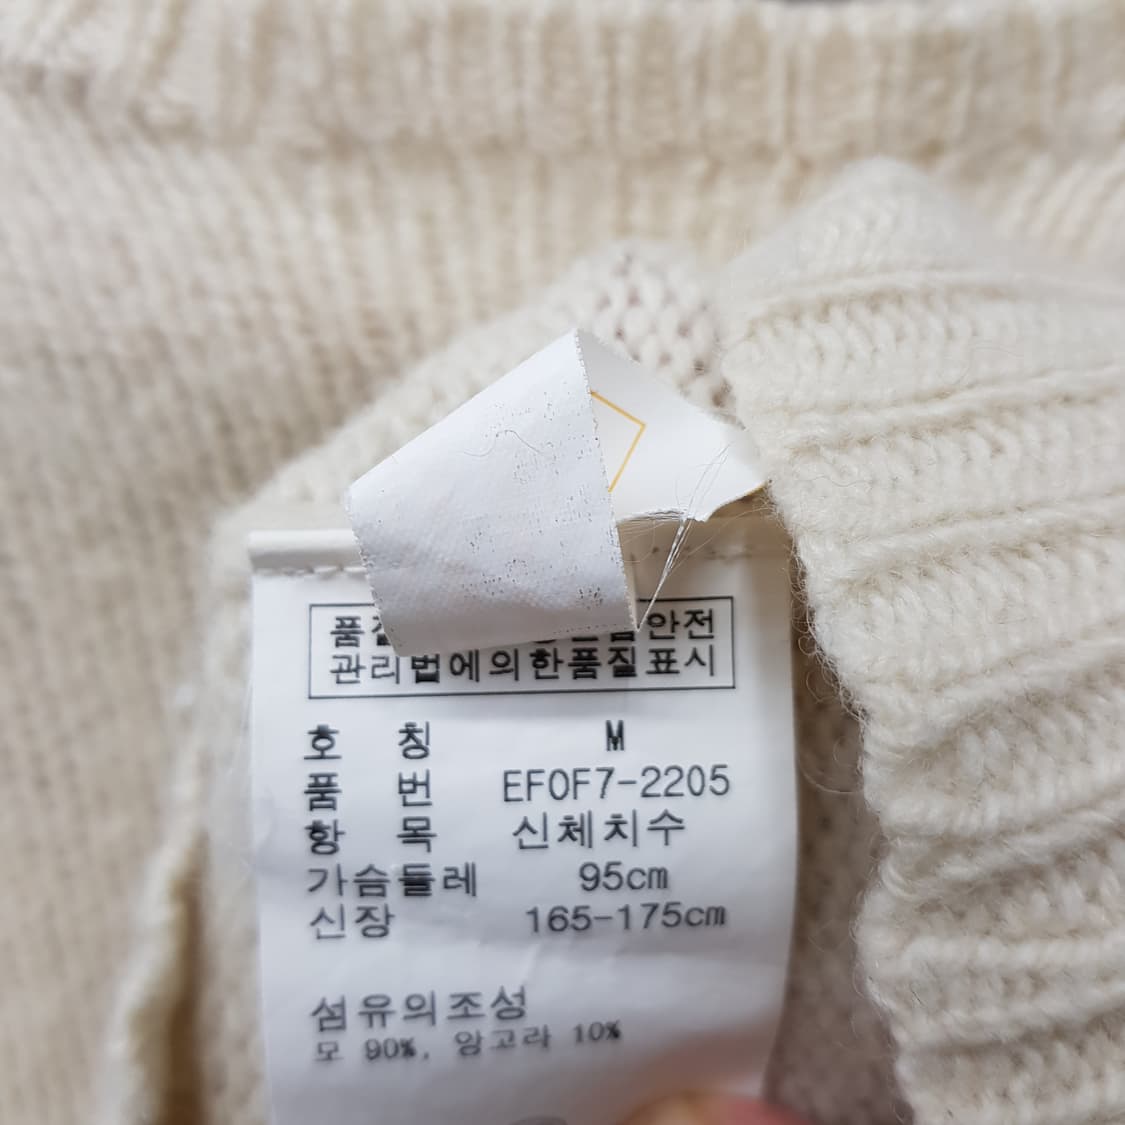 안전
관리법에의한품질표시
호 칭 M
품 번 EF0F7-2205
항 목 신체치수
가슴둘레 95cm
신장 165-175cm
섬유의조성
모 90%, 앙고라 10%